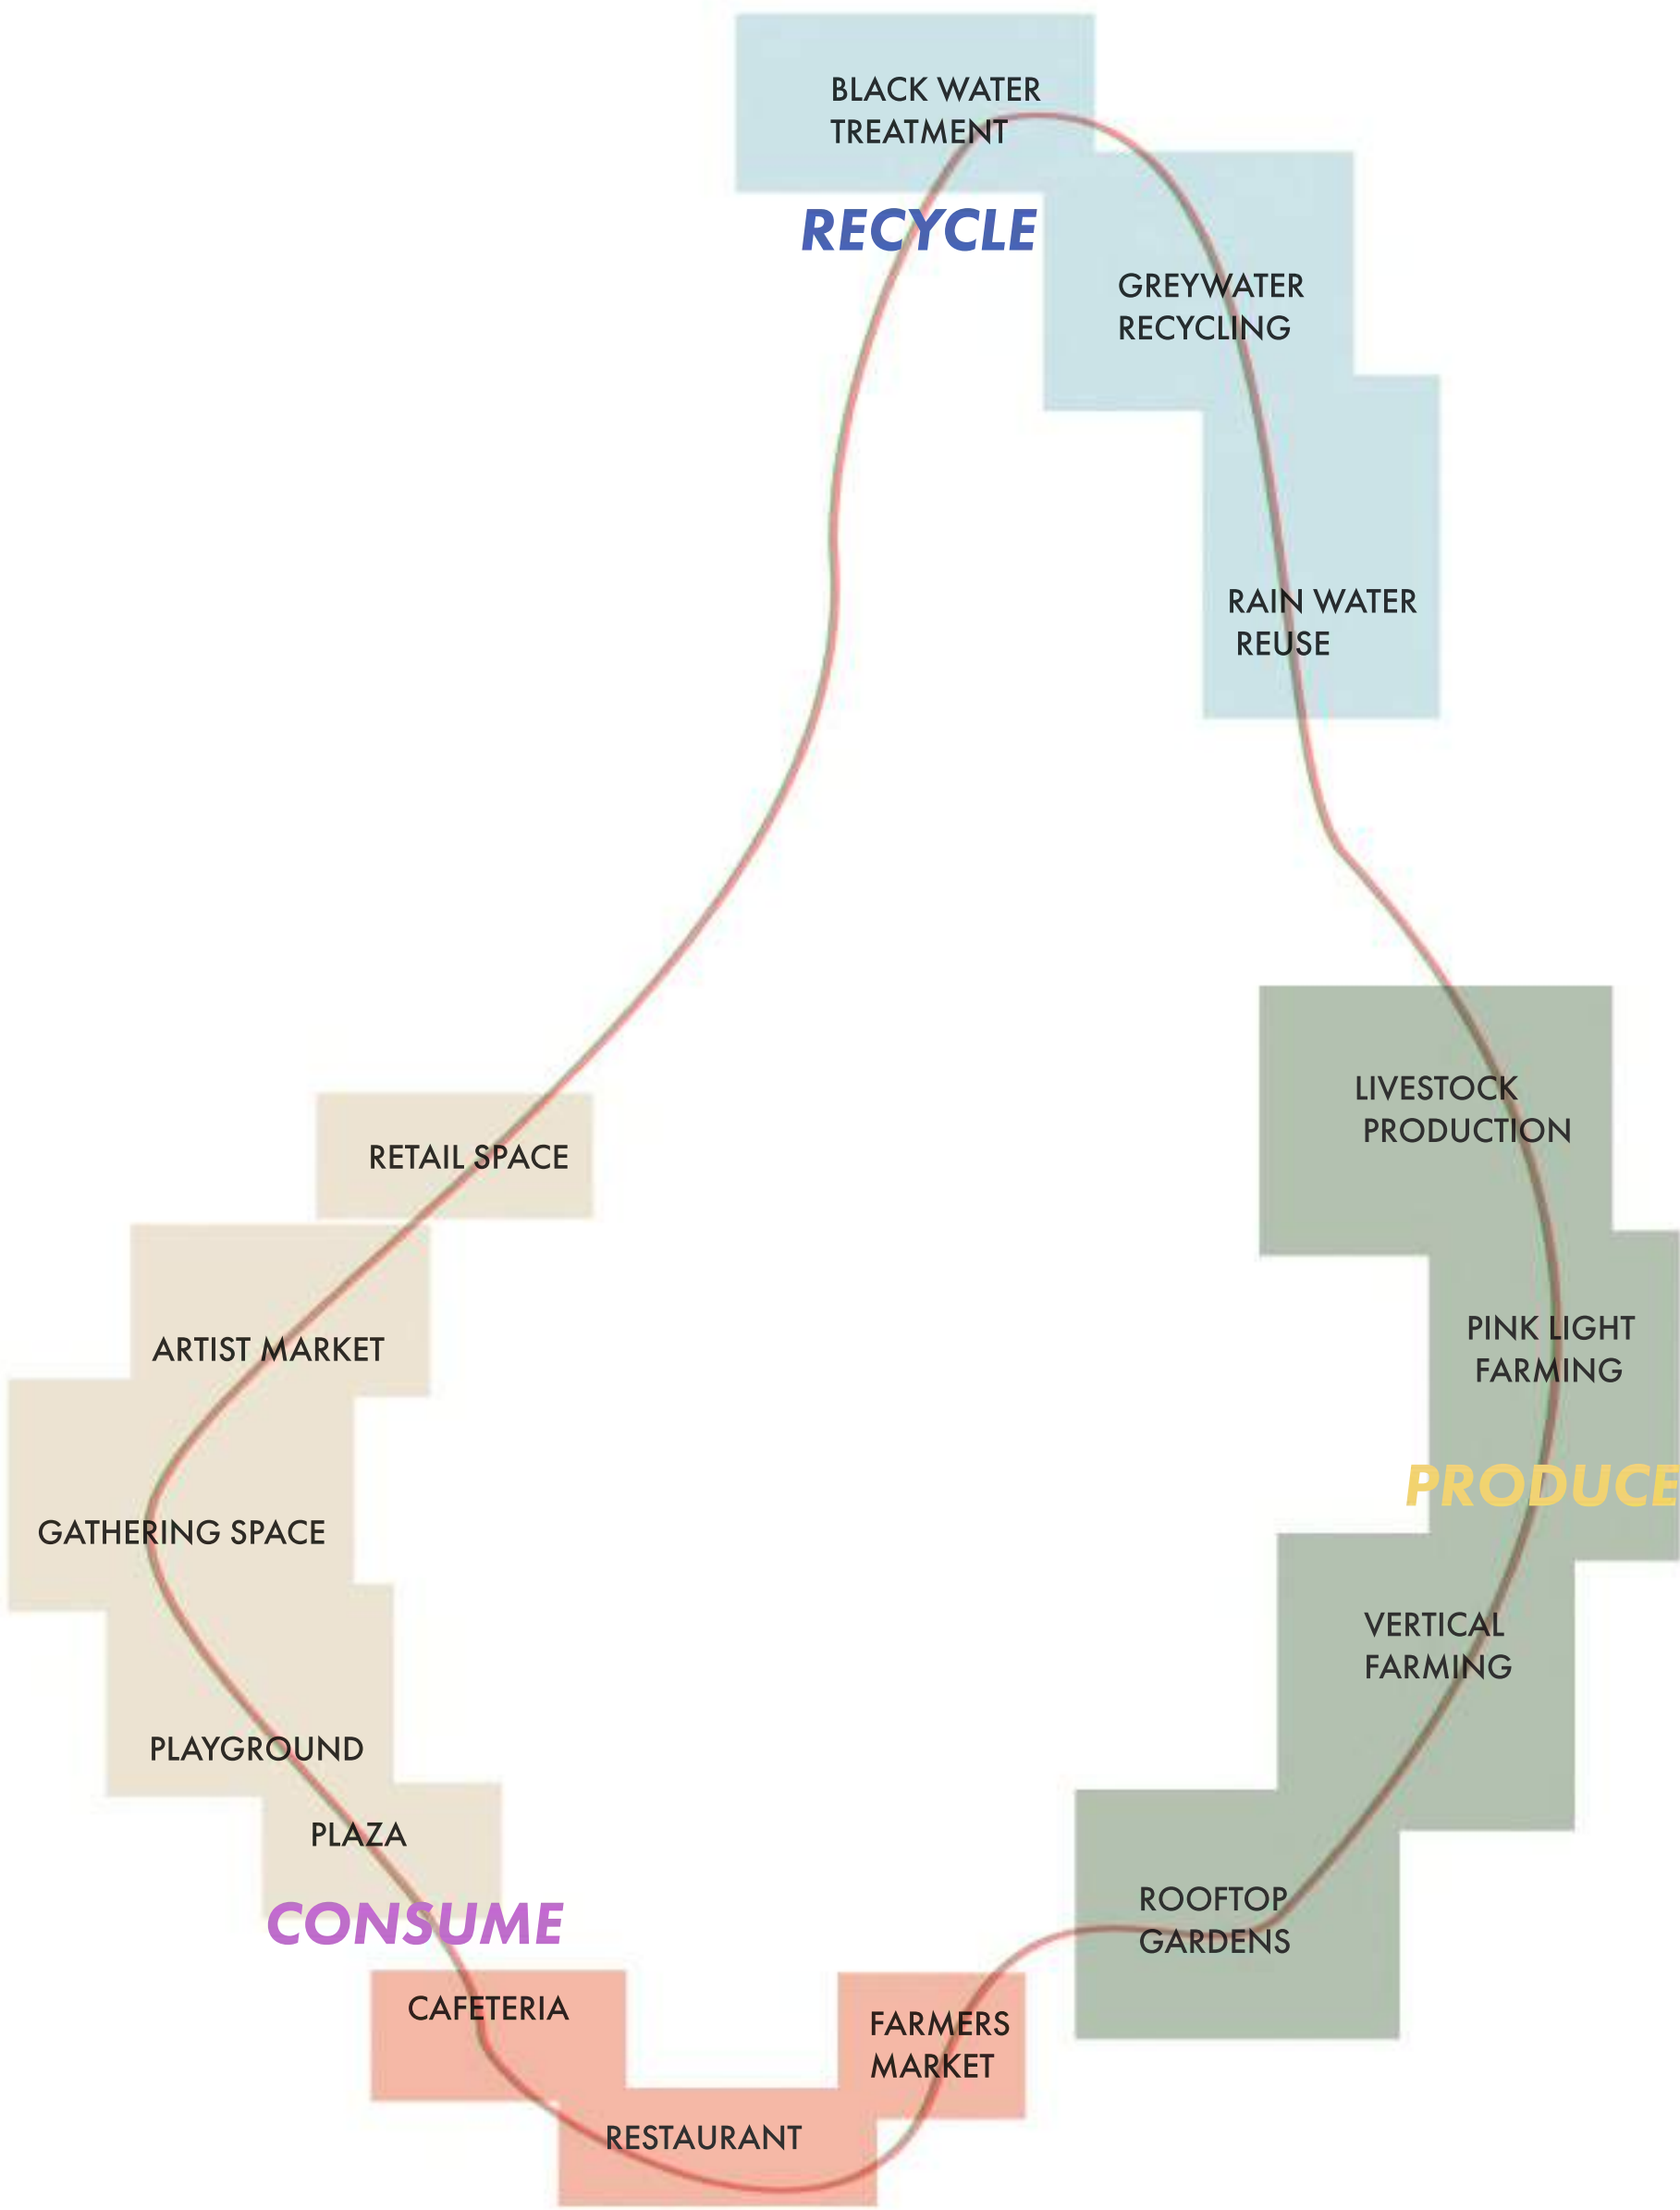 BLACK WATER
TREATMENT
RECYCLE
GREYWATER
RECYCLING
RAIN WATER
REUSE
LIVESTOCK
PRODUCTION
RETAIL SPACE
PINK LIGHT
FARMING
ARTIST MARKET
PRODUCE
GATHERING SPACE
VERTICAL
FARMING
PLAYGROUND
PLAZA
ROOFTOP
GARDENS
CONSUME
CAFETERIA
FARMERS
MARKET
RESTAURANT